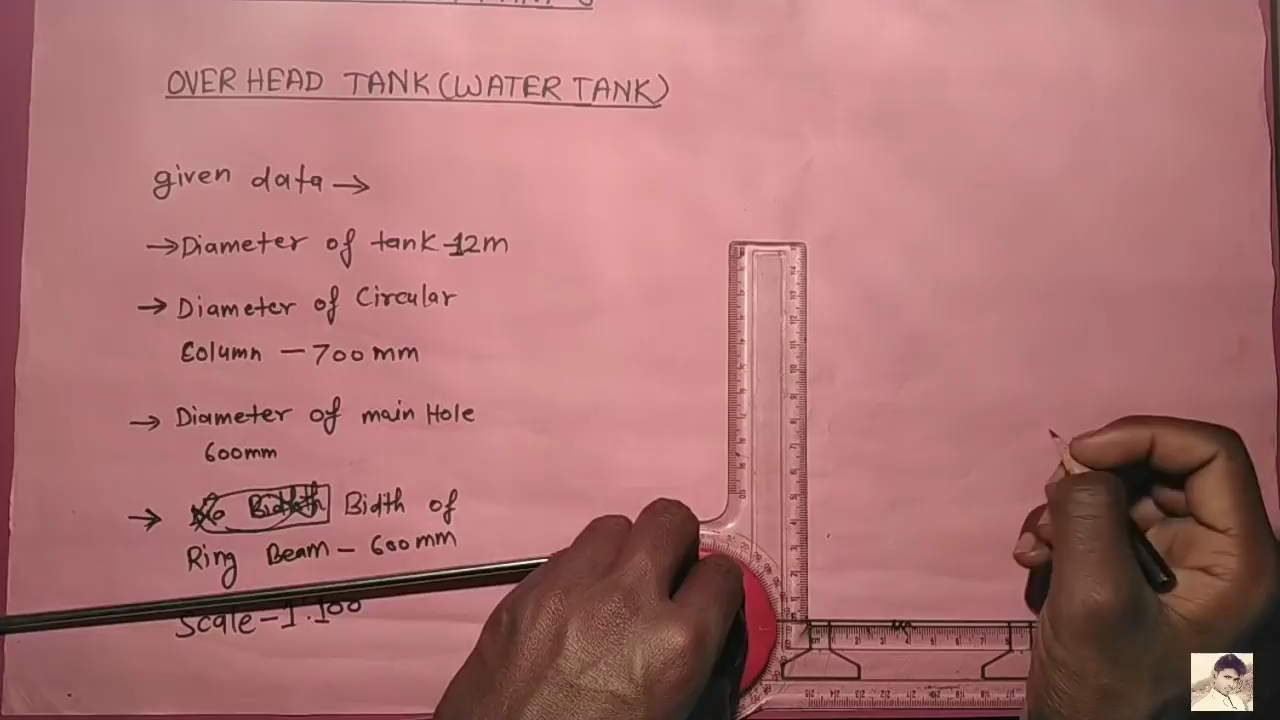 OVER HEAD TANK (WATER TANK)
given data →
→ Diameter of tank - 12m
→ Diameter of Circular
Column - 700 mm
→ Diameter of main Hole
600mm
→ Bidth of
Ring Beam - 600mm
Scale - 1:100